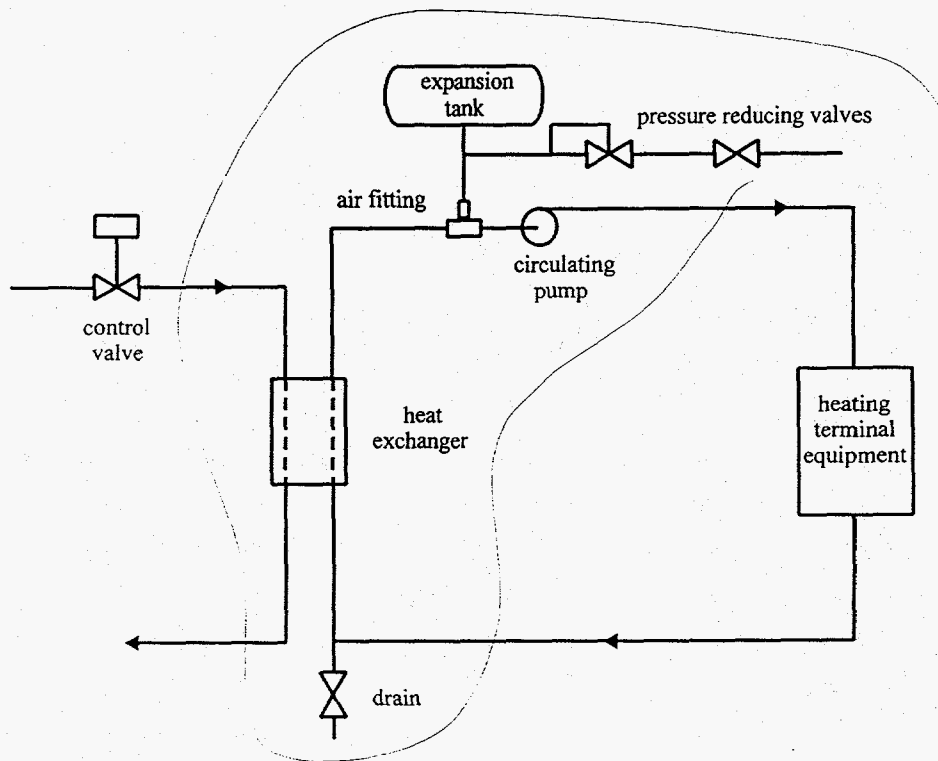 expansion
tank
pressure reducing valves
air fitting
circulating
pump
control
valve
heat
exchanger
heating
terminal
equipment
drain